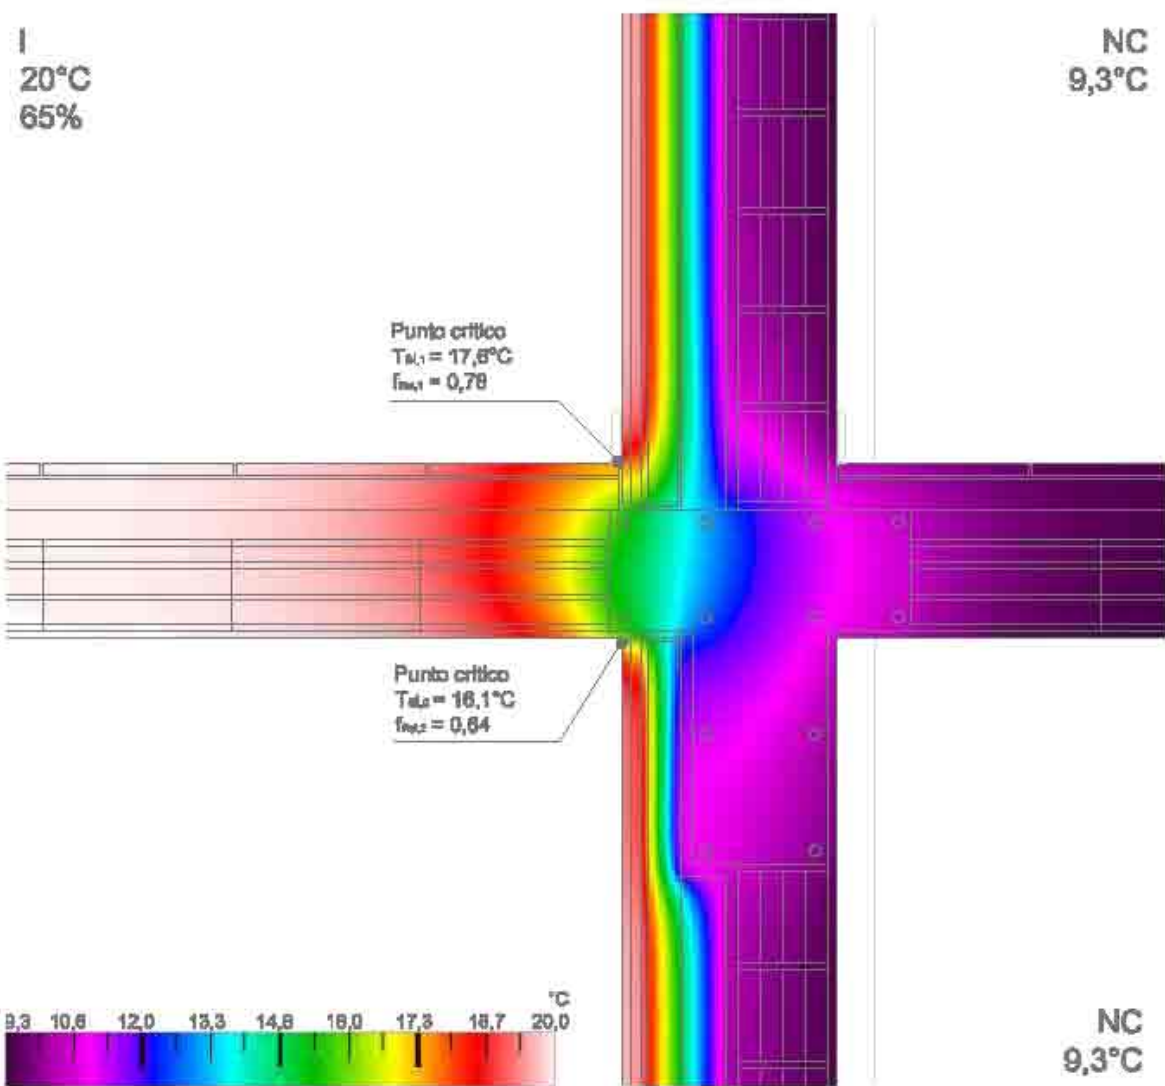 I
20°C
65%
NC
9,3°C
Punto critico
Tsi,1 = 17,6°C
fRsi,1 = 0,78
Punto critico
Tsi,2 = 16,1°C
fRsi,2 = 0,64
°C
9,3 10,6 12,0 13,3 14,6 16,0 17,3 18,7 20,0
NC
9,3°C